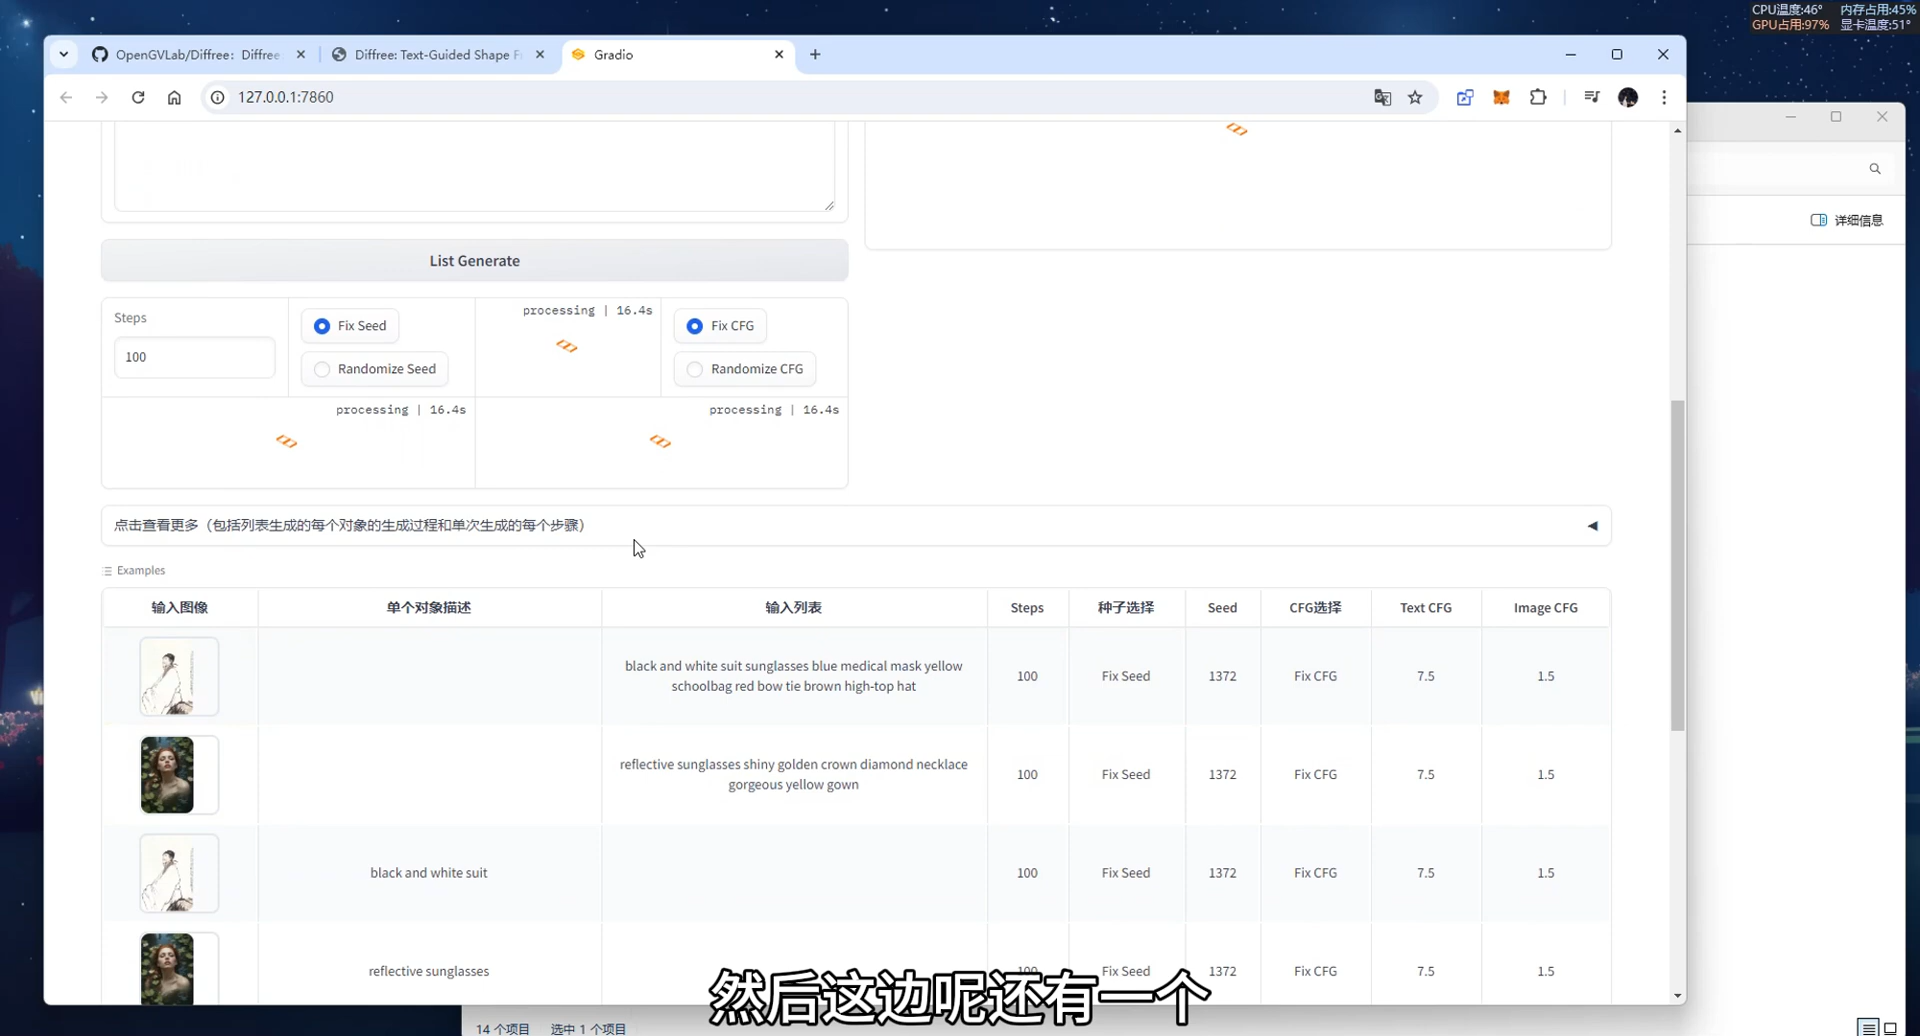 CPU温度:46° 内存占用:45%
GPU占用:97% 显卡温度:51°
OpenGVLab/Diffree: Diffree
Diffree: Text-Guided Shape F
Gradio
127.0.0.1:7860
详细信息
List Generate
Steps
100
Fix Seed
Randomize Seed
processing | 16.4s
Fix CFG
Randomize CFG
processing | 16.4s
processing | 16.4s
点击查看更多（包括列表生成的每个对象的生成过程和单次生成的每个步骤）
Examples
输入图像 单个对象描述 输入列表 Steps 种子选择 Seed CFG选择 Text CFG Image CFG
black and white suit sunglasses blue medical mask yellow
schoolbag red bow tie brown high-top hat
100 Fix Seed 1372 Fix CFG 7.5 1.5
reflective sunglasses shiny golden crown diamond necklace
gorgeous yellow gown
100 Fix Seed 1372 Fix CFG 7.5 1.5
black and white suit 100 Fix Seed 1372 Fix CFG 7.5 1.5
reflective sunglasses 100 Fix Seed 1372 Fix CFG 7.5 1.5
然后这边呢还有一个
14 个项目 选中 1 个项目